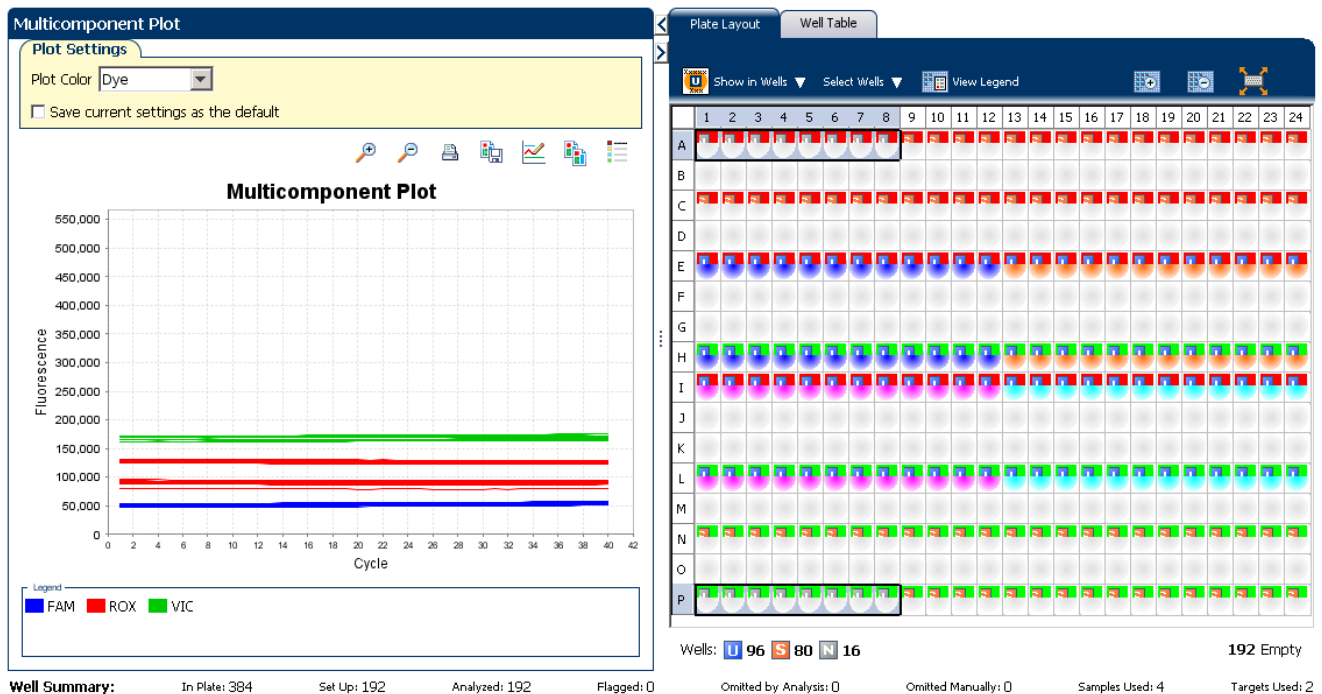 Multicomponent Plot
Plot Settings
Plot Color Dye
Save current settings as the default
Multicomponent Plot
550,000
500,000
450,000
400,000
350,000
300,000
250,000
200,000
150,000
100,000
50,000
0
Fluorescence
0 2 4 6 8 10 12 14 16 18 20 22 24 26 28 30 32 34 36 38 40 42
Cycle
Legend
FAM ROX VIC
Plate Layout Well Table
Show in Wells Select Wells View Legend
1 2 3 4 5 6 7 8 9 10 11 12 13 14 15 16 17 18 19 20 21 22 23 24
A
B
C
D
E
F
G
H
I
J
K
L
M
N
O
P
Wells: U 96 S 80 N 16 192 Empty
Well Summary: In Plate: 384 Set Up: 192 Analyzed: 192 Flagged: 0 Omitted by Analysis: 0 Omitted Manually: 0 Samples Used: 4 Targets Used: 2